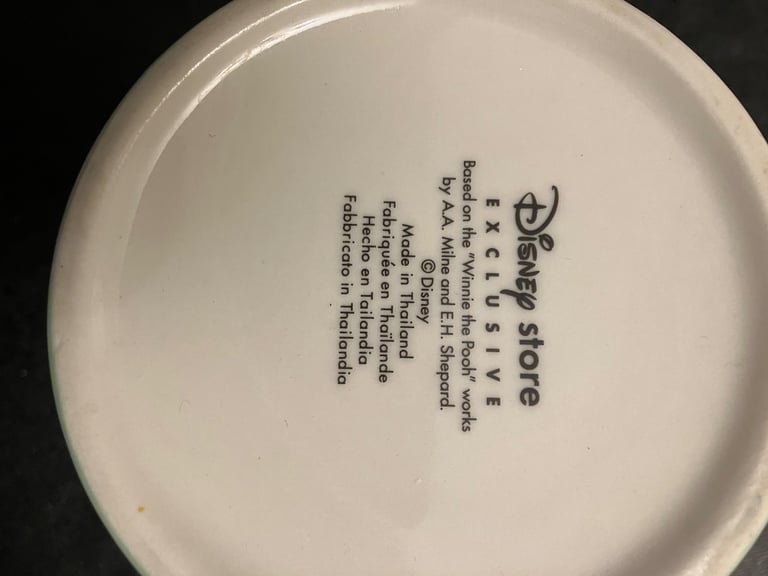 Disney store
EXCLUSIVE
Based on the "Winnie the Pooh" works
by A.A. Milne and E.H. Shepard.
© Disney
Made in Thailand
Fabriquée en Thaïlande
Hecho en Tailandia
Fabbricato in Thailandia